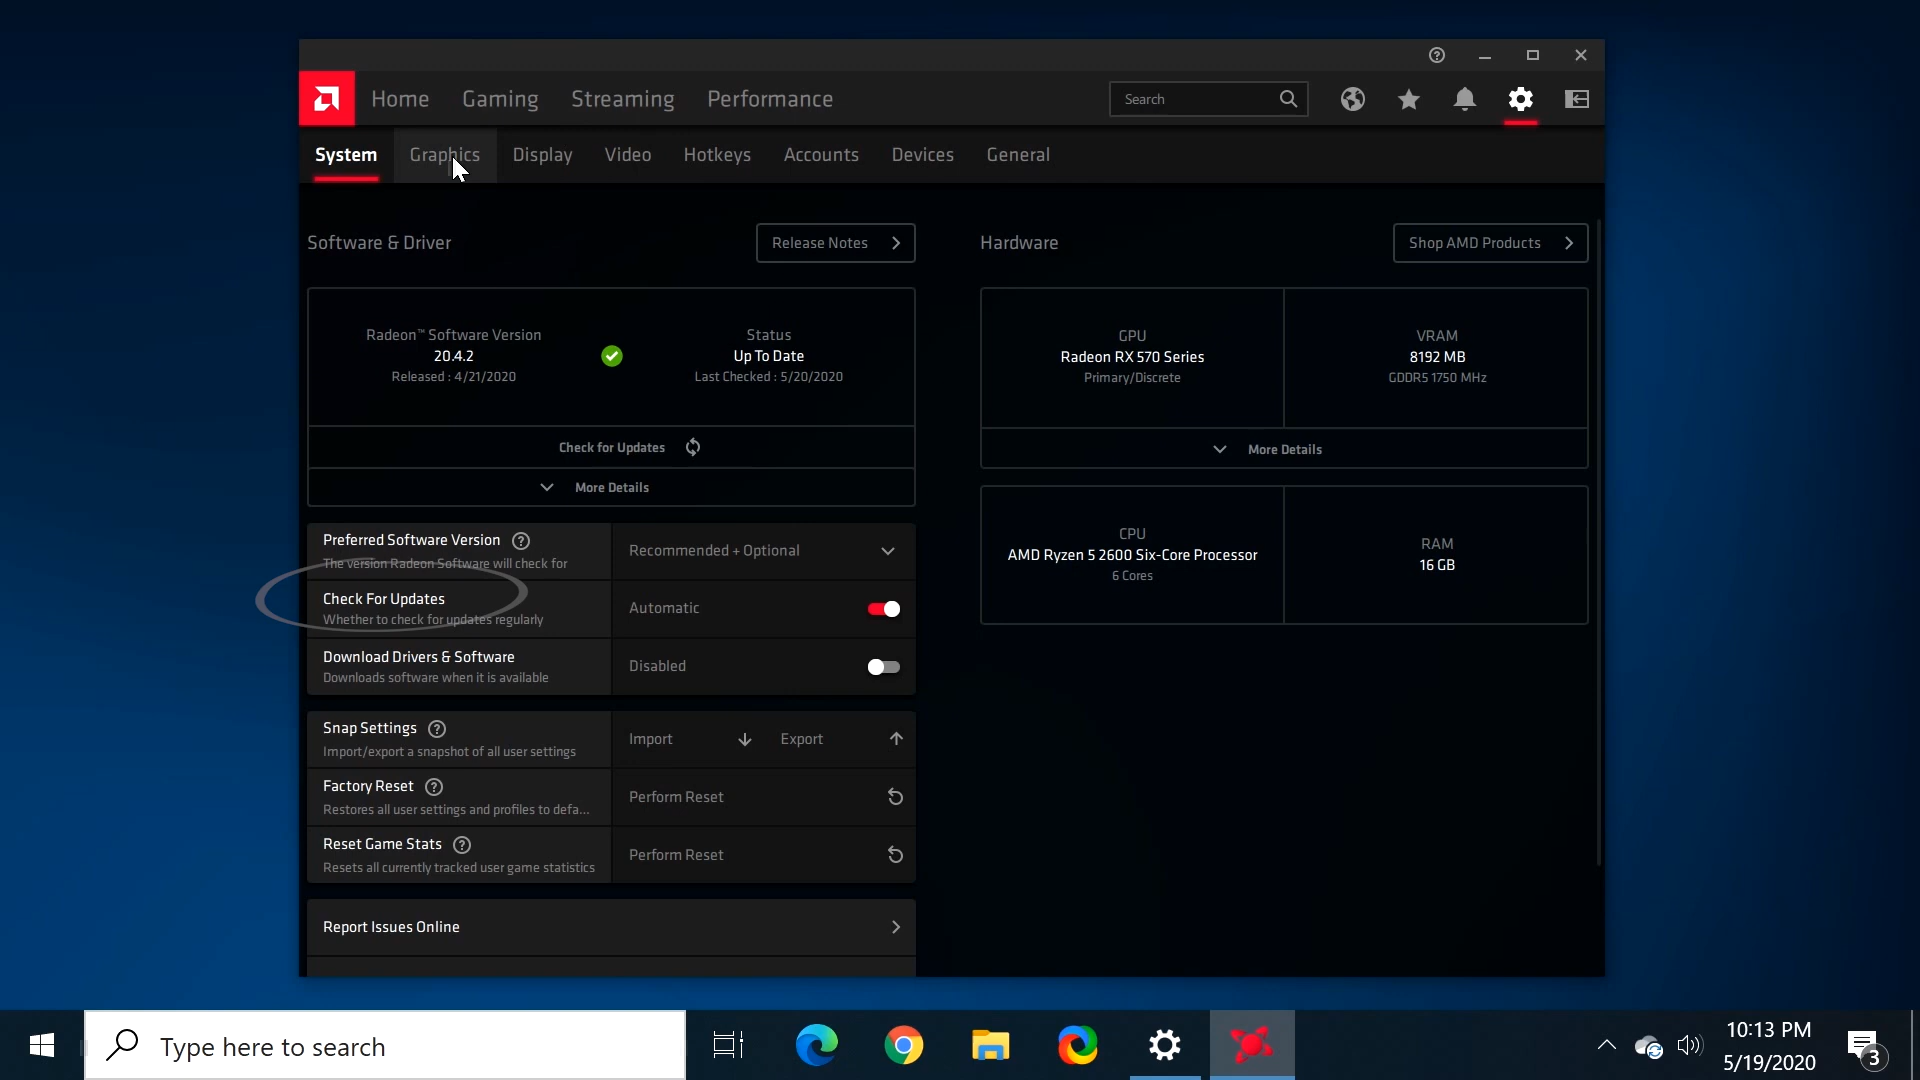 Home Gaming Streaming Performance Search
System Graphics Display Video Hotkeys Accounts Devices General
Software & Driver Release Notes
Radeon™ Software Version
20.4.2
Released : 4/21/2020
Status
Up To Date
Last Checked : 5/20/2020
Check for Updates
More Details
Preferred Software Version
The version Radeon Software will check for
Recommended + Optional
Check For Updates
Whether to check for updates regularly
Automatic
Download Drivers & Software
Downloads software when it is available
Disabled
Snap Settings
Import/export a snapshot of all user settings
Import Export
Factory Reset
Restores all user settings and profiles to defa...
Perform Reset
Reset Game Stats
Resets all currently tracked user game statistics
Perform Reset
Report Issues Online
Hardware Shop AMD Products
GPU
Radeon RX 570 Series
Primary/Discrete
VRAM
8192 MB
GDDR5 1750 MHz
More Details
CPU
AMD Ryzen 5 2600 Six-Core Processor
6 Cores
RAM
16 GB
Type here to search
10:13 PM
5/19/2020
3